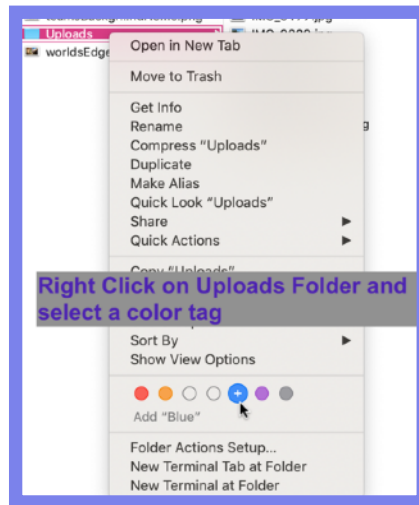 Uploads
worldsEdge
Open in New Tab
Move to Trash
Get Info
Rename
Compress "Uploads"
Duplicate
Make Alias
Quick Look "Uploads"
Share
Quick Actions
Copy "Uploads"
Right Click on Uploads Folder and
select a color tag
Sort By
Show View Options
Add "Blue"
Folder Actions Setup...
New Terminal Tab at Folder
New Terminal at Folder